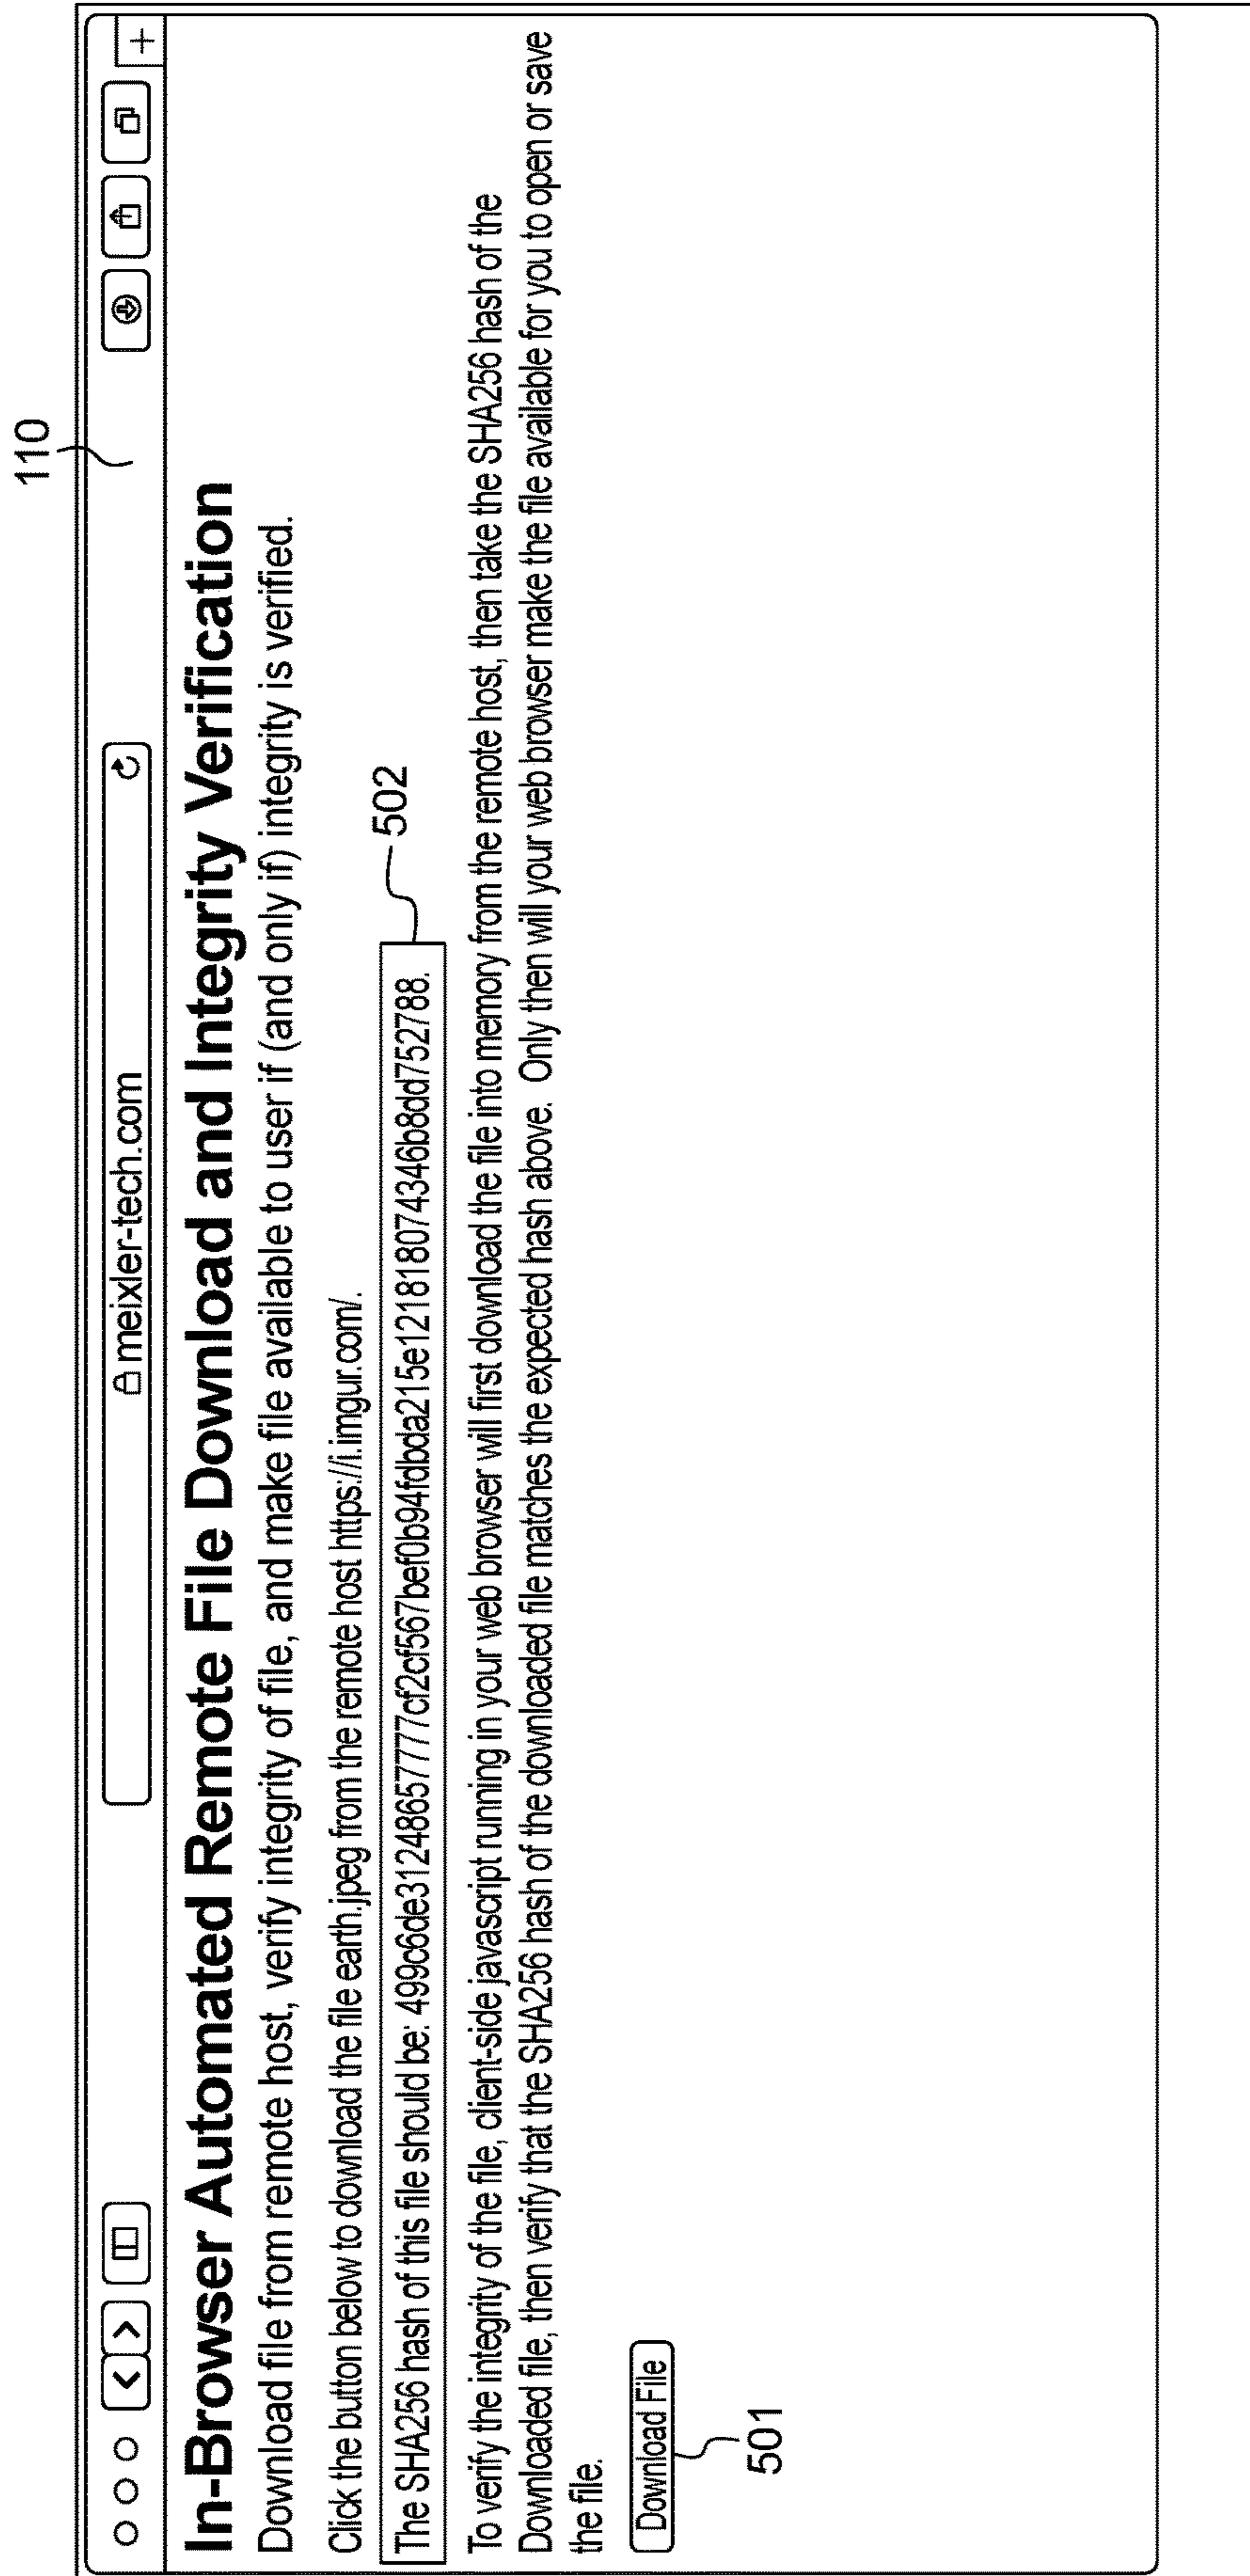 110
meixler-tech.com
In-Browser Automated Remote File Download and Integrity Verification
Download file from remote host, verify integrity of file, and make file available to user if (and only if) integrity is verified.
Click the button below to download the file earth.jpeg from the remote host https://i.imgur.com/.
502
The SHA256 hash of this file should be: 499c6de3124865777cf2cf567bef0b94fdbda215e121818074346b8dd752788.
To verify the integrity of the file, client-side javascript running in your web browser will first download the file into memory from the remote host, then take the SHA256 hash of the
Downloaded file, then verify that the SHA256 hash of the downloaded file matches the expected hash above. Only then will your web browser make the file available for you to open or save
the file.
Download File
501